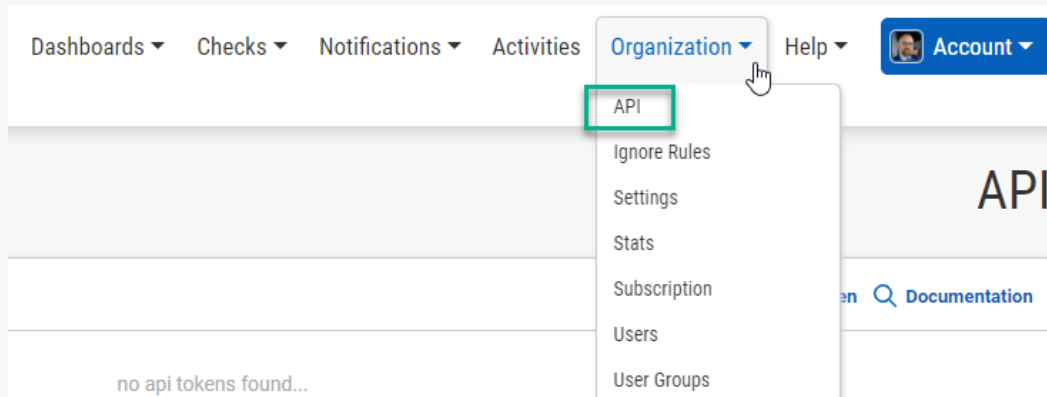 Dashboards Checks Notifications Activities Organization Help Account
API
Ignore Rules
Settings
API
Stats
Subscription
en Documentation
Users
no api tokens found...
User Groups